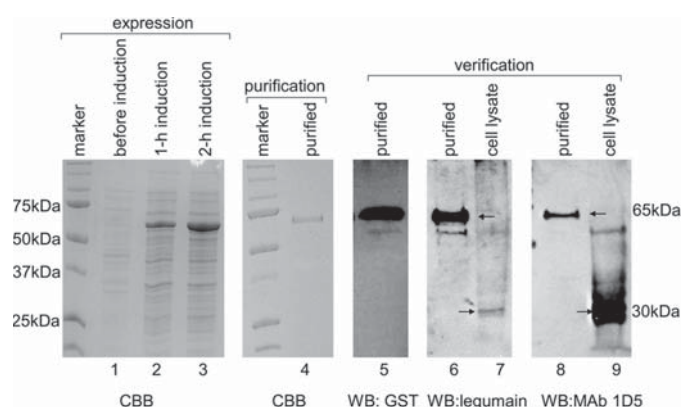 expression
purification
verification
marker
before induction
1-h induction
2-h induction
marker
purified
purified
purified
cell lysate
purified
cell lysate
75kDa
50kDa
37kDa
25kDa
65kDa
30kDa
1 2 3 4 5 6 7 8 9
CBB CBB WB: GST WB:legumain WB:MAb 1D5